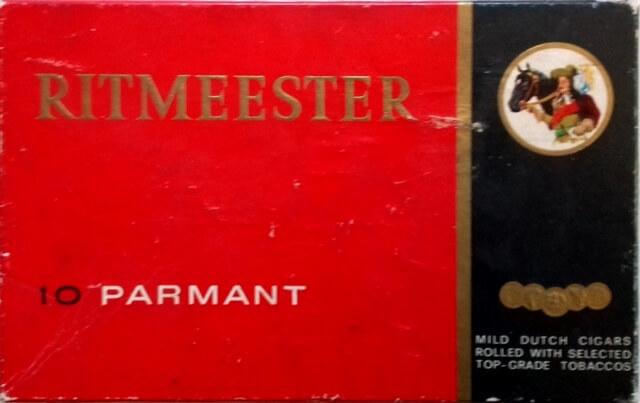 RITMEESTER
10 PARMANT
MILD DUTCH CIGARS
ROLLED WITH SELECTED
TOP-GRADE TOBACCOS